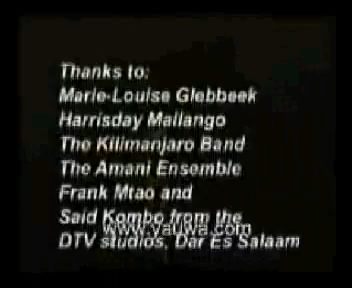 Thanks to:
Marie-Louise Glebbeek
Harrisday Mallango
The Kilimanjaro Band
The Amani Ensemble
Frank Mtao and
Said Kombo from the
www.yauwa.com
DTV studios, Dar Es Salaam